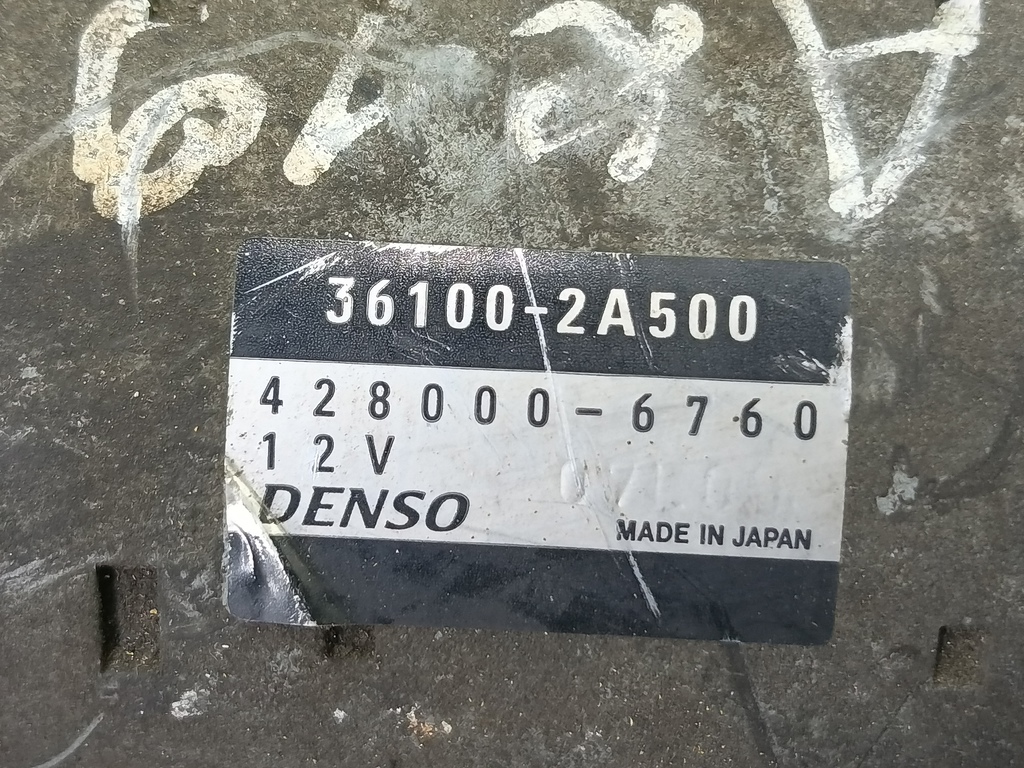 36100-2A500
428000-6760
12V
DENSO
MADE IN JAPAN